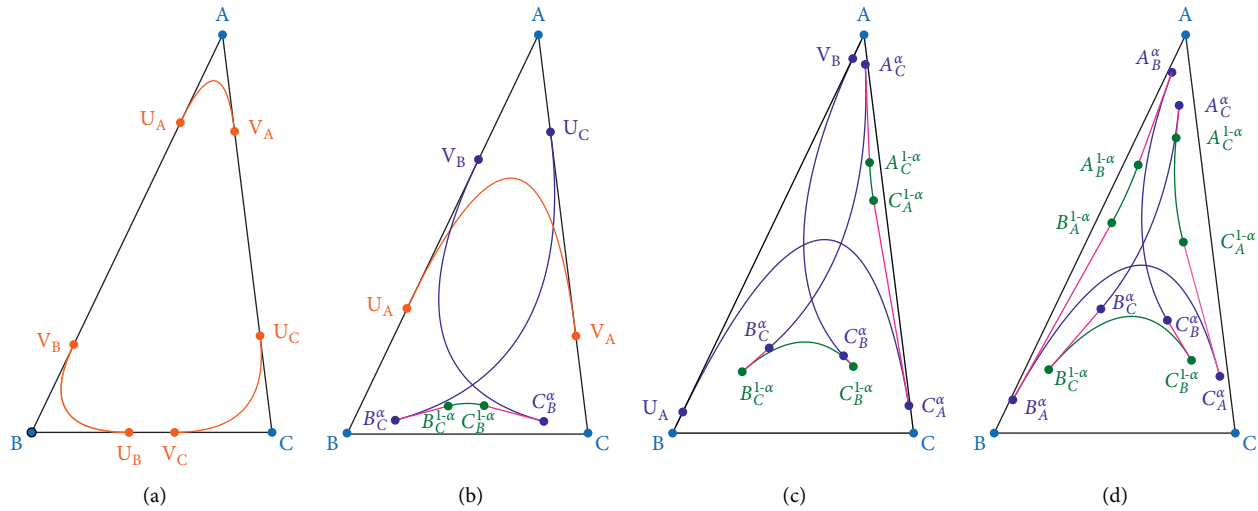 A
U_A
V_A
V_B
U_C
B
U_B
V_C
C
(a)
A
U_C
V_B
U_A
V_A
B_C^α
B_C^{1-α}
C_B^{1-α}
C_B^α
B
C
(b)
A
V_B
A_C^α
A_C^{1-α}
C_A^{1-α}
B_C^α
C_B^α
B_C^{1-α}
C_B^{1-α}
U_A
C_A^α
B
C
(c)
A
A_B^α
A_C^α
A_C^{1-α}
A_B^{1-α}
B_A^{1-α}
C_A^{1-α}
B_C^α
C_B^α
B_C^{1-α}
C_B^{1-α}
B_A^α
C_A^α
B
C
(d)